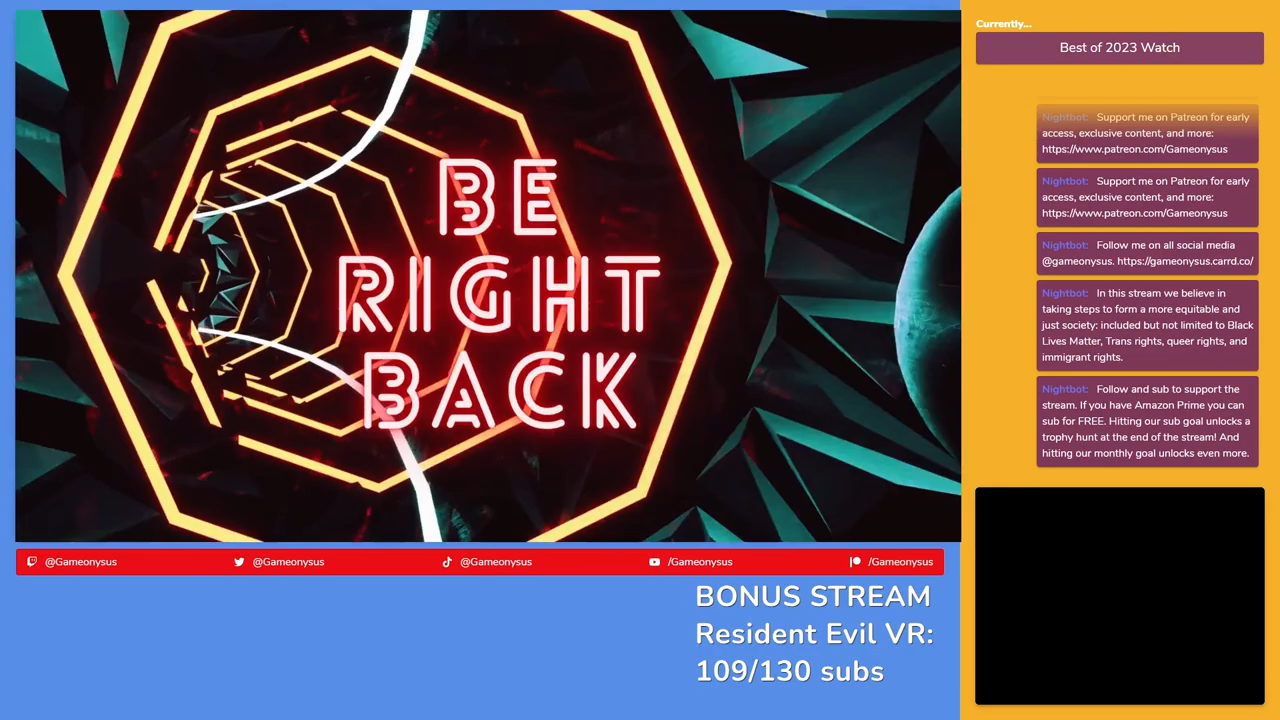 BE
RIGHT
BACK
@Gameonysus
@Gameonysus
@Gameonysus
/Gameonysus
/Gameonysus
BONUS STREAM
Resident Evil VR:
109/130 subs
Currently...
Best of 2023 Watch
Nightbot: Support me on Patreon for early
access, exclusive content, and more:
https://www.patreon.com/Gameonysus
Nightbot: Support me on Patreon for early
access, exclusive content, and more:
https://www.patreon.com/Gameonysus
Nightbot: Follow me on all social media
@gameonysus. https://gameonysus.carrd.co/
Nightbot: In this stream we believe in
taking steps to form a more equitable and
just society: included but not limited to Black
Lives Matter, Trans rights, queer rights, and
immigrant rights.
Nightbot: Follow and sub to support the
stream. If you have Amazon Prime you can
sub for FREE. Hitting our sub goal unlocks a
trophy hunt at the end of the stream! And
hitting our monthly goal unlocks even more.